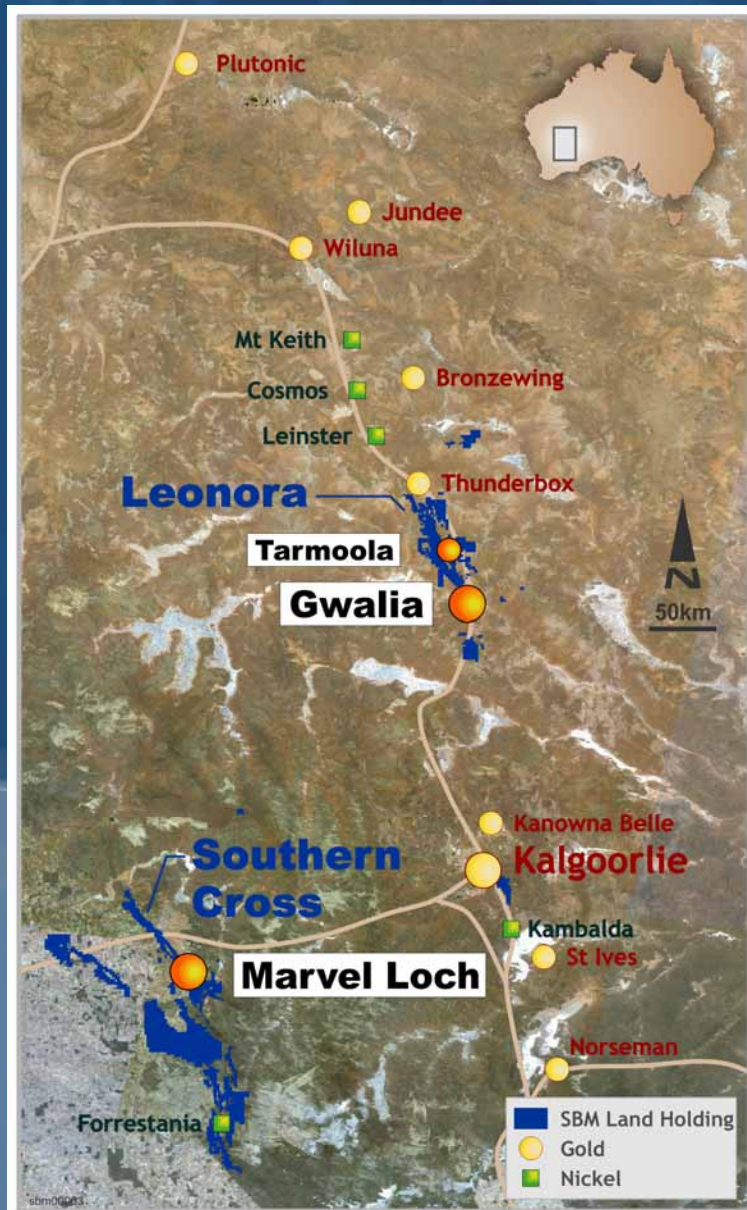 Plutonic
Jundee
Wiluna
Mt Keith
Bronzewing
Cosmos
Leinster
Thunderbox
Leonora
Tarmoola
Gwalia
N
50km
Kanowna Belle
Kalgoorlie
Southern
Cross
Kambalda
St Ives
Marvel Loch
Norseman
Forrestania
SBM Land Holding
Gold
Nickel